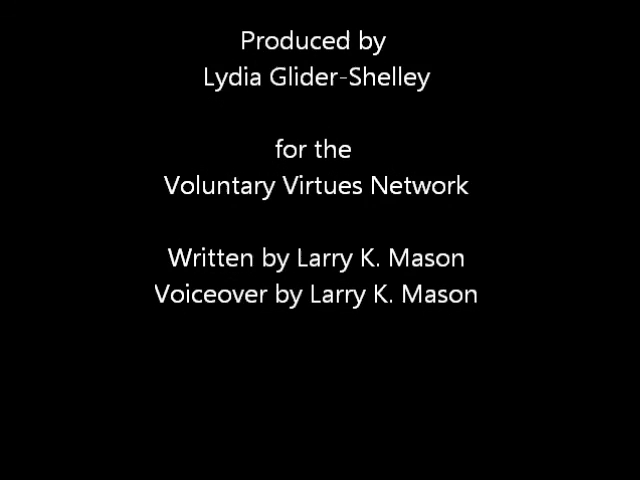 Produced by
Lydia Glider-Shelley
for the
Voluntary Virtues Network
Written by Larry K. Mason
Voiceover by Larry K. Mason